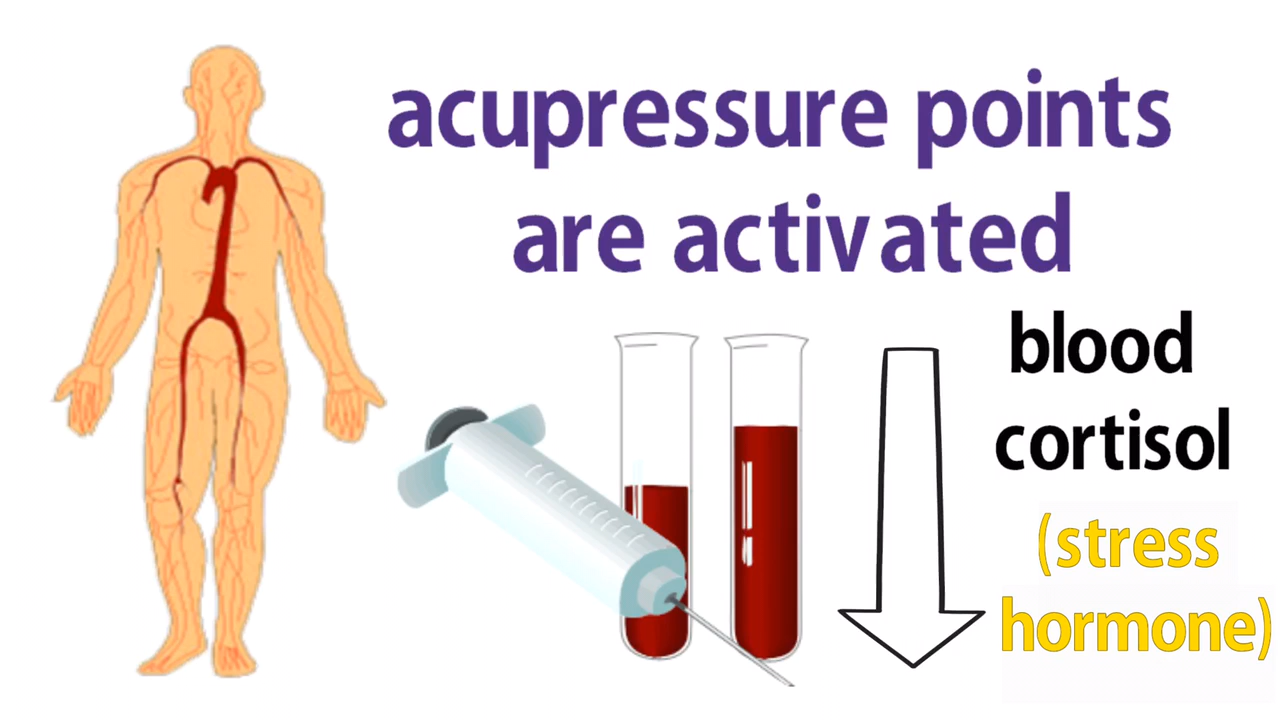 acupressure points
are activated
blood
cortisol
(stress
hormone)